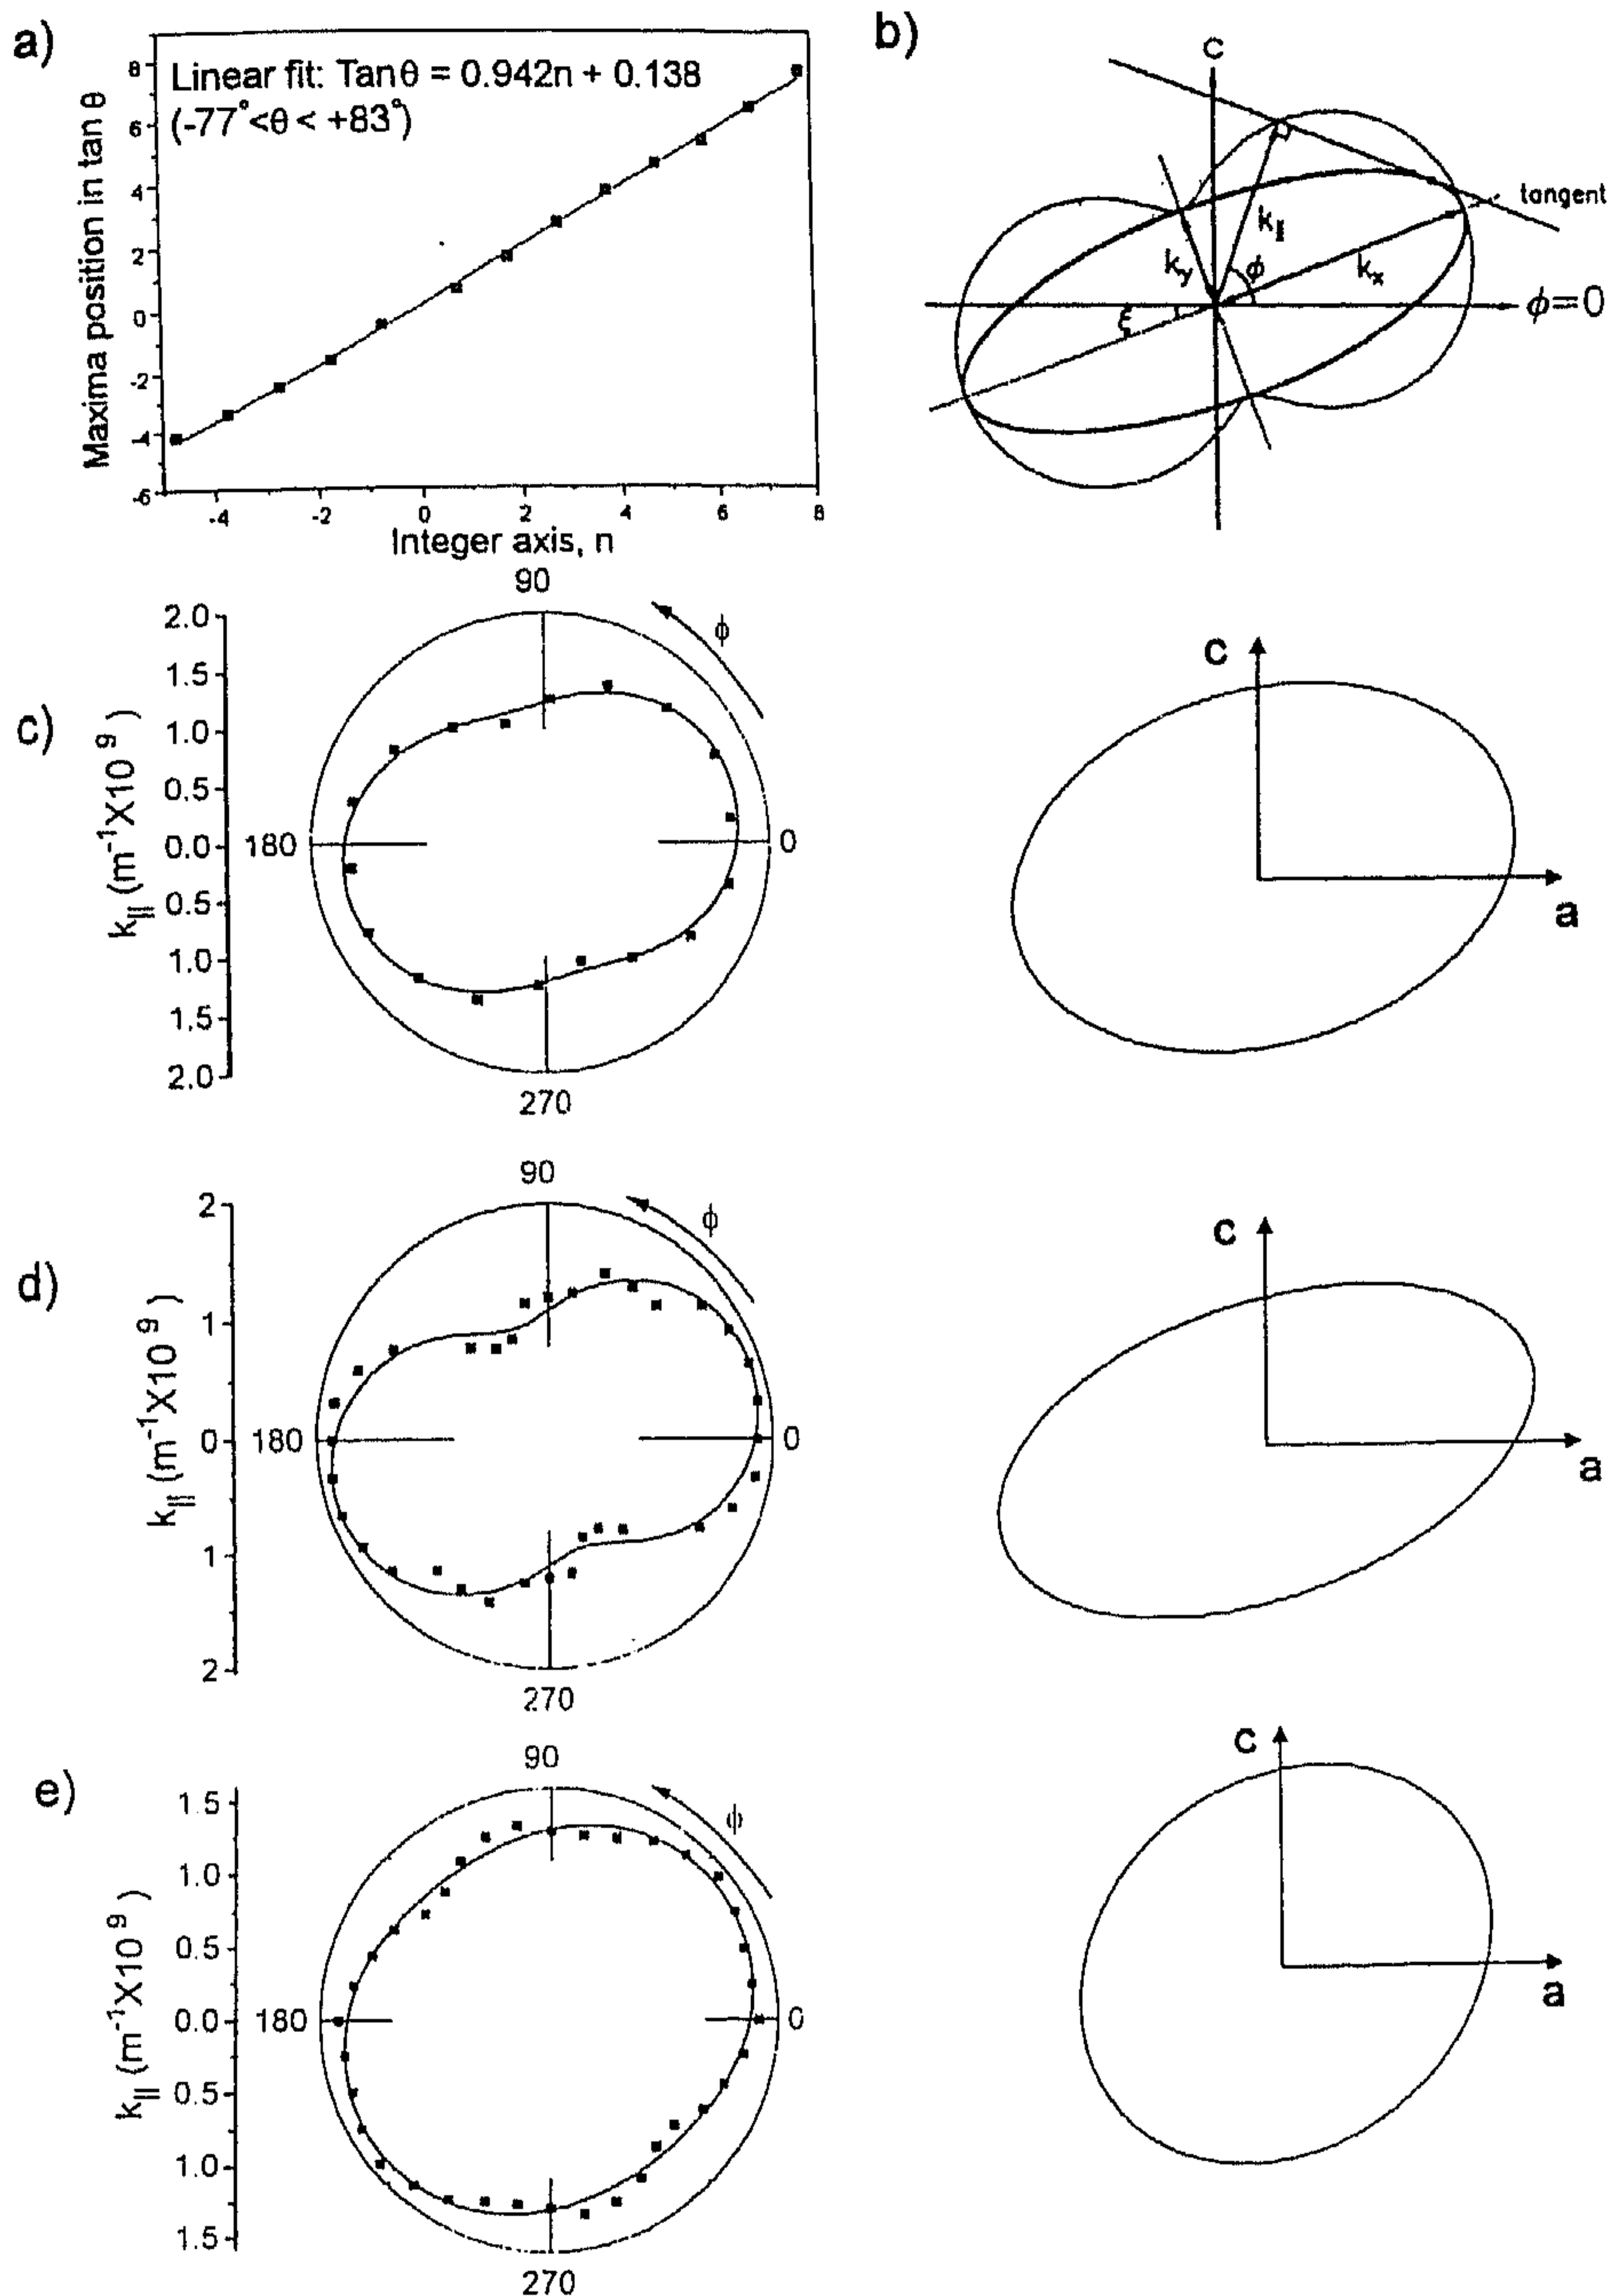 a)
Linear fit: Tanθ = 0.942n + 0.138
(-77°<θ< +83°)
Maxima position in tan θ
8
6
4
2
0
-2
-4
-6
-4
-2
0
2
4
6
8
Integer axis, n
b)
c
tangent
k∥
ky
ϕ
kx
ξ
ϕ=0
c)
90
2.0
1.5
1.0
0.5
0.0
0.5
1.0
1.5
2.0
k|| (m⁻¹X10⁹)
180
0
270
ϕ
c
a
d)
90
2
1
0
1
2
k|| (m⁻¹X10⁹)
180
0
270
ϕ
c
a
e)
90
1.5
1.0
0.5
0.0
0.5
1.0
1.5
k|| (m⁻¹X10⁹)
180
0
270
ϕ
c
a